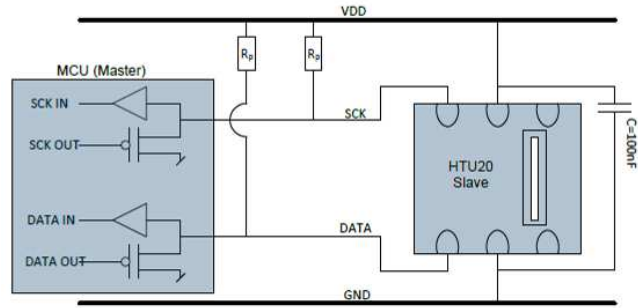 VDD
Rp
Rp
MCU (Master)
SCK IN
SCK
SCK OUT
C=100nF
HTU20
Slave
DATA IN
DATA
DATA OUT
GND